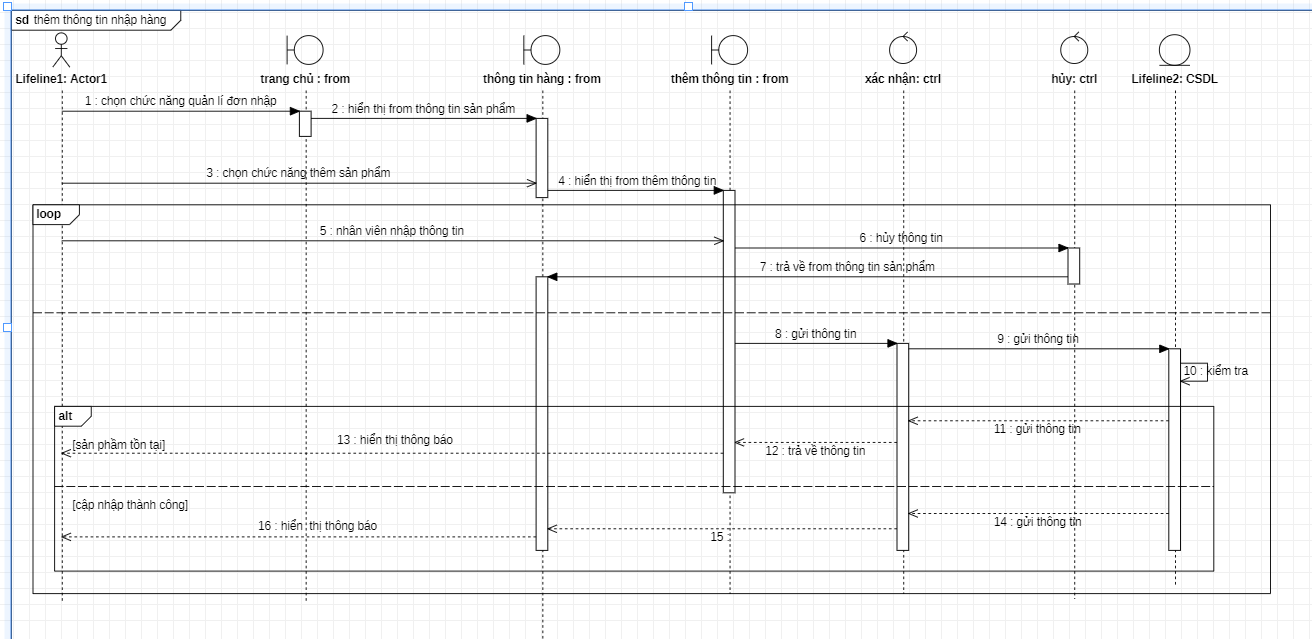 sd thêm thông tin nhập hàng
Lifeline1: Actor1
trang chủ : from
thông tin hàng : from
thêm thông tin : from
xác nhận: ctrl
hủy: ctrl
Lifeline2: CSDL
1 : chọn chức năng quản lí đơn nhập
2 : hiển thị from thông tin sản phẩm
3 : chọn chức năng thêm sản phẩm
4 : hiển thị from thêm thông tin
loop
5 : nhân viên nhập thông tin
6 : hủy thông tin
7 : trả về from thông tin sản phẩm
8 : gửi thông tin
9 : gửi thông tin
10 : kiểm tra
alt
11 : gửi thông tin
[sản phầm tồn tại]
13 : hiển thị thông báo
12 : trả về thông tin
[cập nhập thành công]
14 : gửi thông tin
16 : hiển thị thông báo
15 :